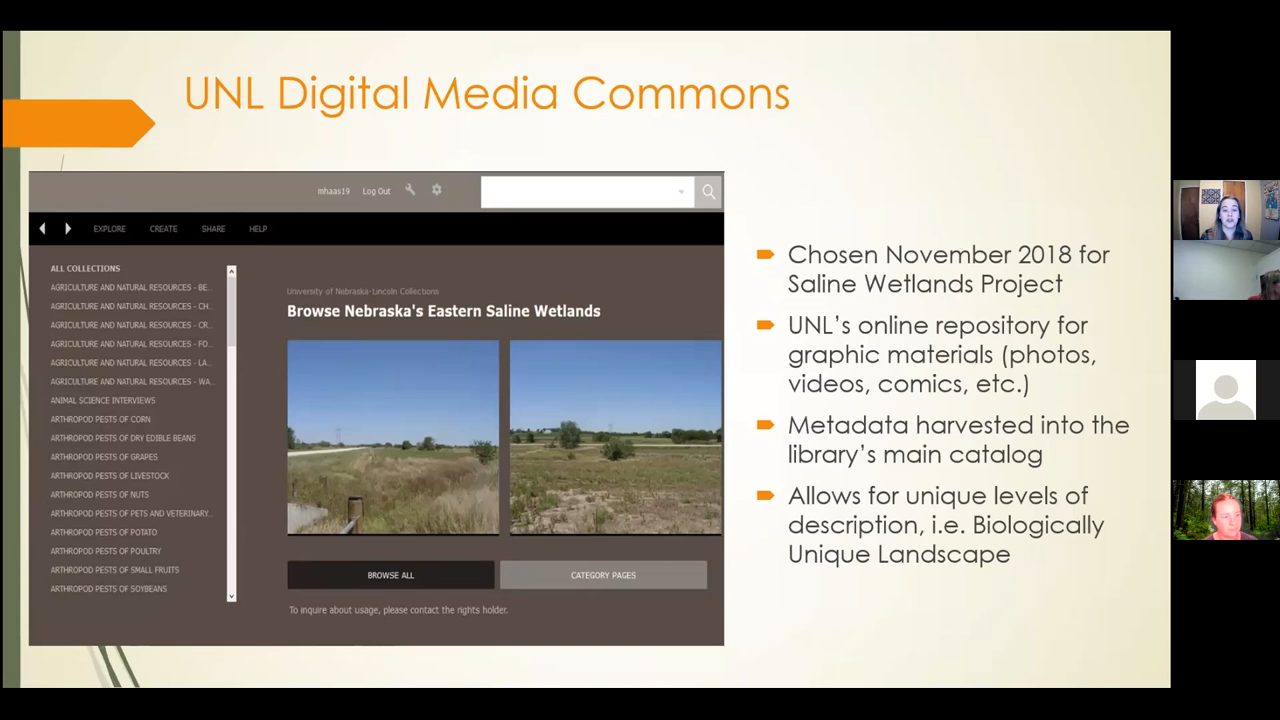 UNL Digital Media Commons
mhaas19 Log Out
EXPLORE CREATE SHARE HELP
ALL COLLECTIONS
AGRICULTURE AND NATURAL RESOURCES - BE...
AGRICULTURE AND NATURAL RESOURCES - CH...
AGRICULTURE AND NATURAL RESOURCES - CR...
AGRICULTURE AND NATURAL RESOURCES - FO...
AGRICULTURE AND NATURAL RESOURCES - LA...
AGRICULTURE AND NATURAL RESOURCES - WA...
ANIMAL SCIENCE INTERVIEWS
ARTHROPOD PESTS OF CORN
ARTHROPOD PESTS OF DRY EDIBLE BEANS
ARTHROPOD PESTS OF GRAPES
ARTHROPOD PESTS OF LIVESTOCK
ARTHROPOD PESTS OF NUTS
ARTHROPOD PESTS OF PETS AND VETERINARY...
ARTHROPOD PESTS OF POTATO
ARTHROPOD PESTS OF POULTRY
ARTHROPOD PESTS OF SMALL FRUITS
ARTHROPOD PESTS OF SOYBEANS
University of Nebraska-Lincoln Collections
Browse Nebraska's Eastern Saline Wetlands
BROWSE ALL
CATEGORY PAGES
To inquire about usage, please contact the rights holder.
Chosen November 2018 for
Saline Wetlands Project
UNL's online repository for
graphic materials (photos,
videos, comics, etc.)
Metadata harvested into the
library's main catalog
Allows for unique levels of
description, i.e. Biologically
Unique Landscape